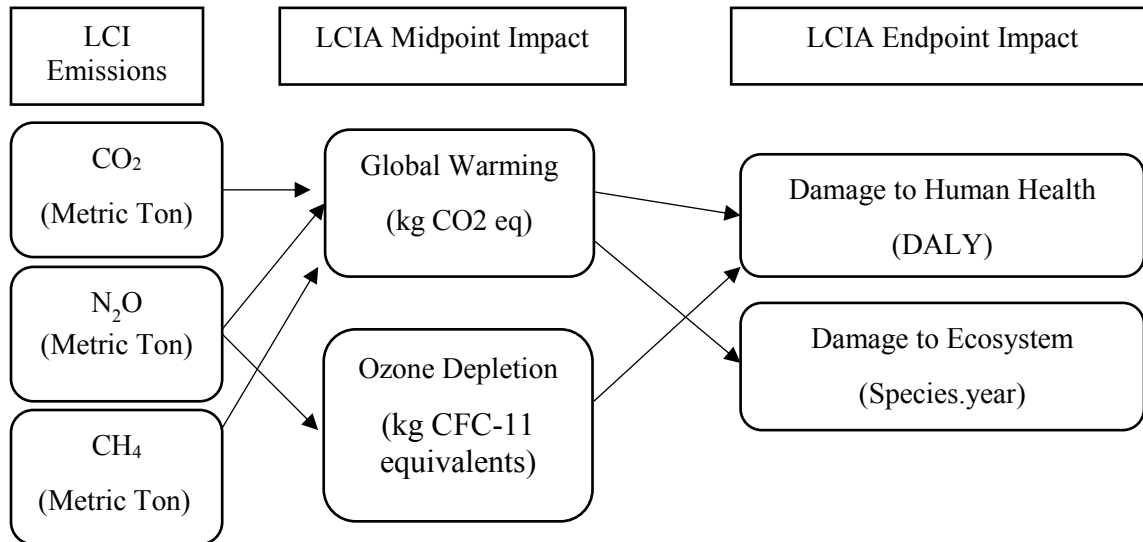 LCI
Emissions
LCIA Midpoint Impact
LCIA Endpoint Impact
CO₂
(Metric Ton)
N₂O
(Metric Ton)
CH₄
(Metric Ton)
Global Warming
(kg CO2 eq)
Ozone Depletion
(kg CFC-11
equivalents)
Damage to Human Health
(DALY)
Damage to Ecosystem
(Species.year)